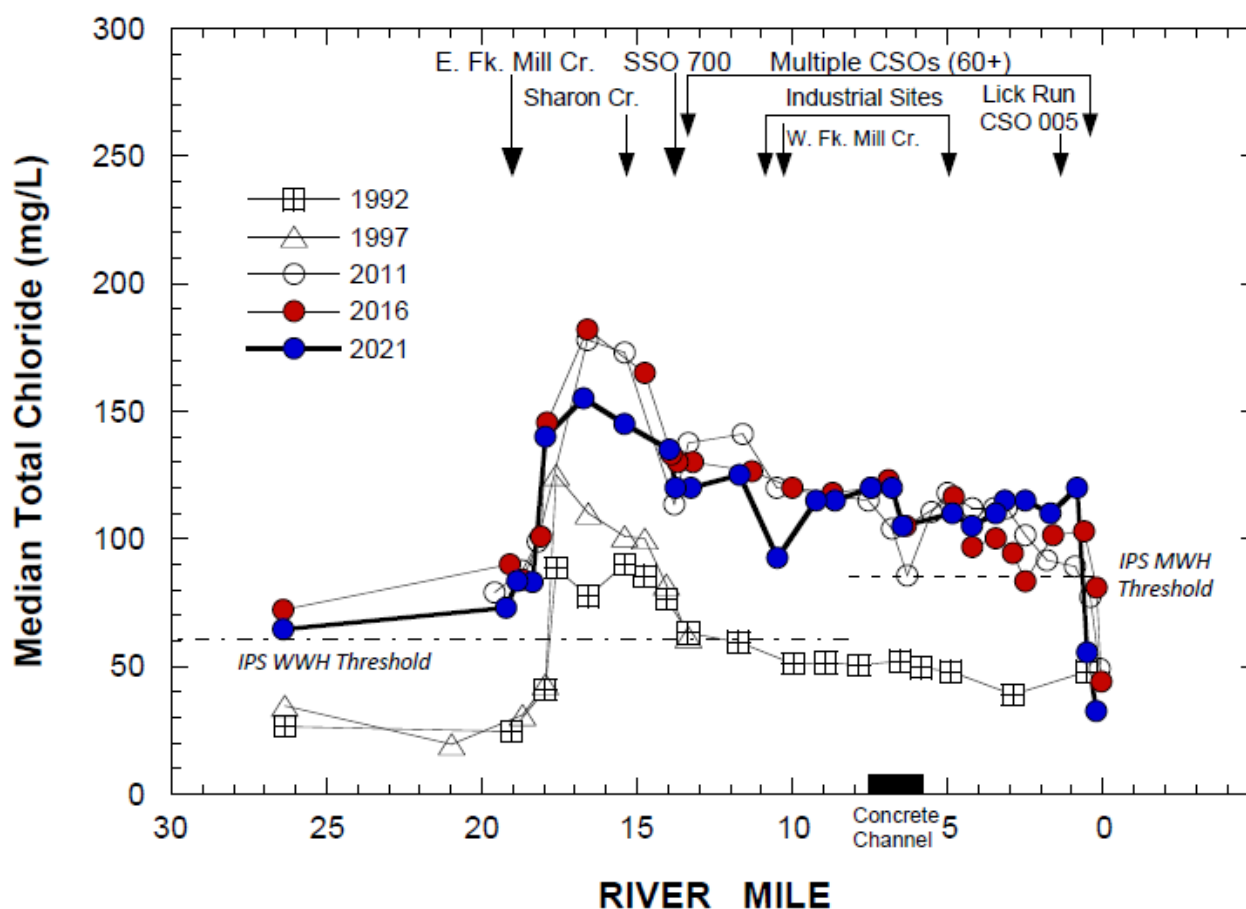 300
250
200
150
100
50
0
Median Total Chloride (mg/L)
E. Fk. Mill Cr. SSO 700 Multiple CSOs (60+)
Sharon Cr. Industrial Sites Lick Run
CSO 005
W. Fk. Mill Cr.
1992
1997
2011
2016
2021
IPS WWH Threshold
IPS MWH
Threshold
30 25 20 15 10 5 0
Concrete
Channel
RIVER MILE